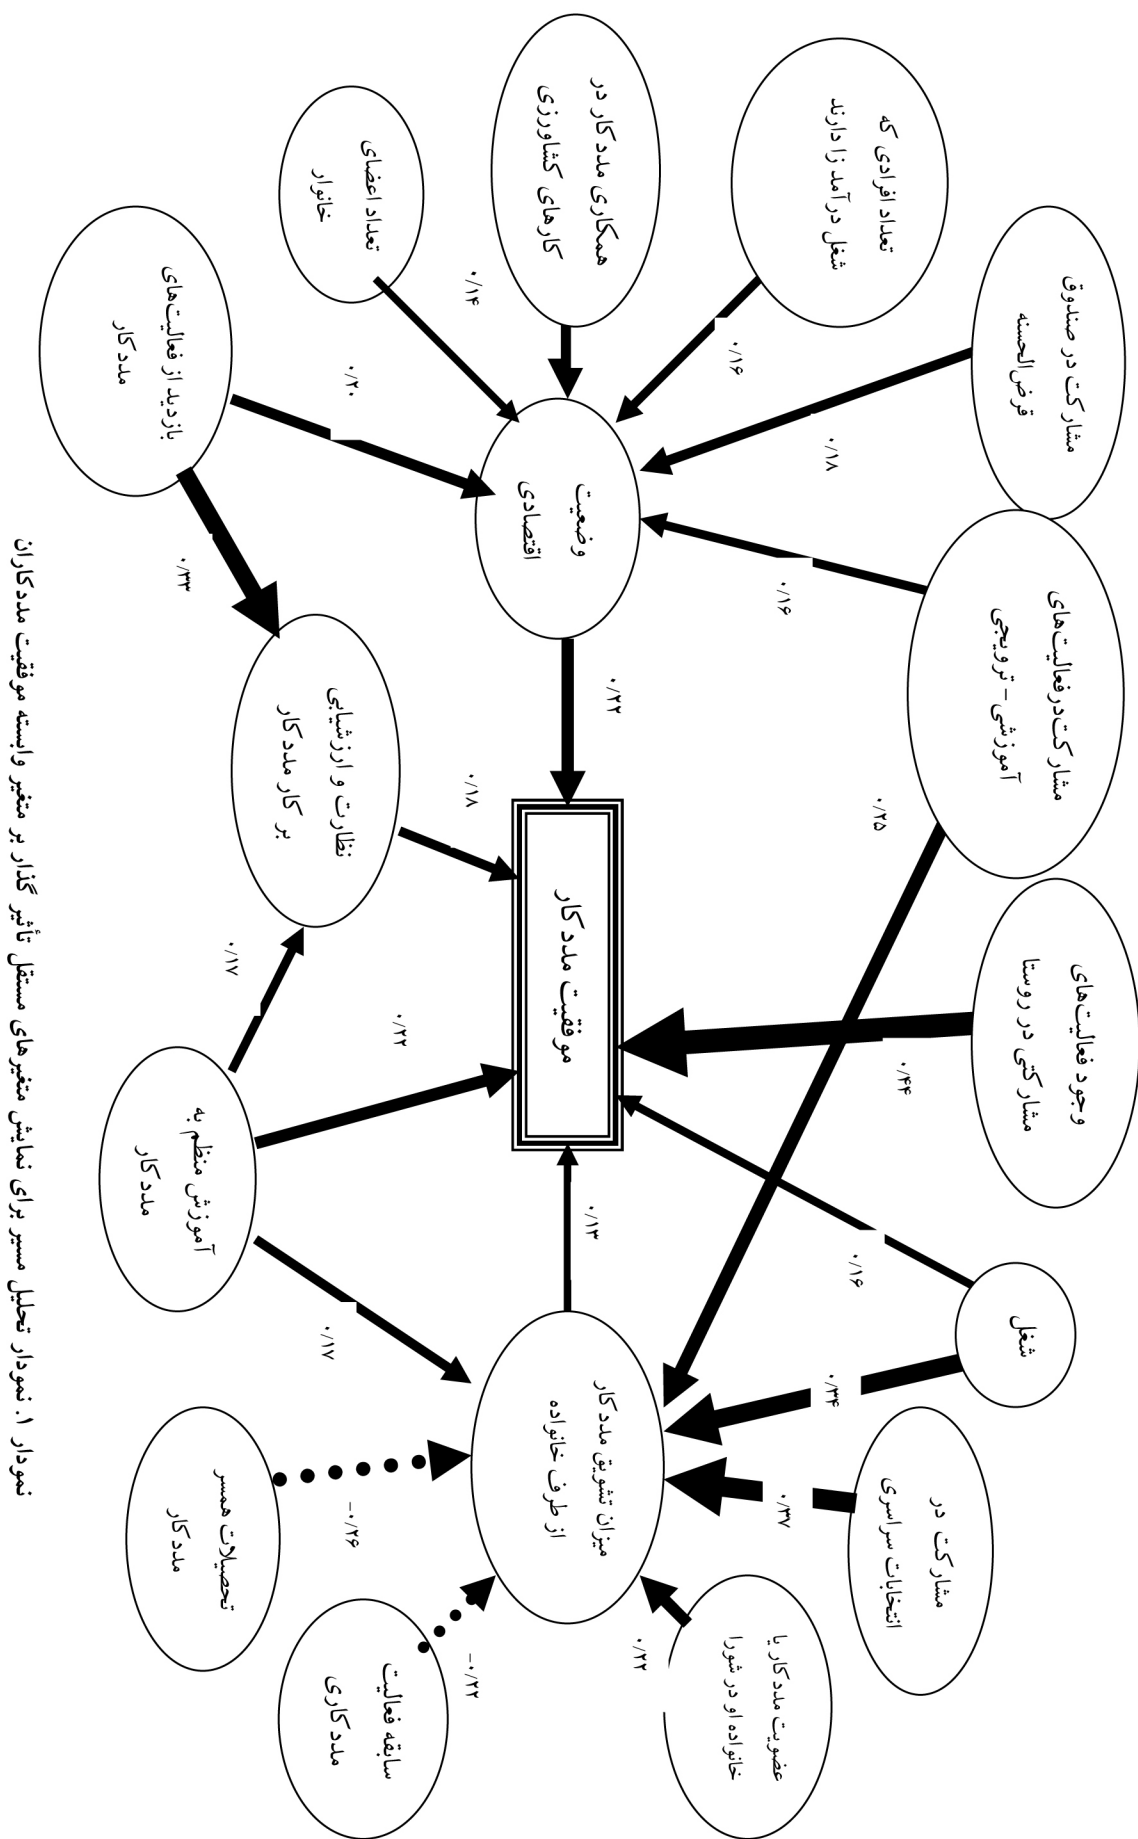 مشارکت در صندوق
قرض‌الحسنه
مشارکت در فعالیت‌های
آموزشی - ترویجی
وجود فعالیت‌های
مشارکتی در روستا
شغل
مشارکت در
انتخابات سراسری
عضویت مددکار یا
خانواده او در شورا
تعداد افرادی که
شغل درآمد زا دارند
همکاری مددکار در
کارهای کشاورزی
تعداد اعضای
خانوار
بازدید از فعالیت‌های
مددکار
وضعیت
اقتصادی
موفقیت مددکار
میزان تشویق مددکار
از طرف خانواده
نظارت و ارزشیابی
بر کار مددکار
آموزش منظم به
مددکار
تحصیلات همسر
مددکار
سابقه فعالیت
مددکاری
۰/۱۸
۰/۱۶
۰/۱۶
۰/۱۴
۰/۲۰
۰/۳۳
۰/۲۲
۰/۲۵
۰/۴۴
۰/۱۶
۰/۳۴
۰/۳۷
۰/۲۲
۰/۱۳
۰/۱۸
۰/۱۷
۰/۲۲
۰/۱۷
-۰/۲۶
-۰/۲۲
نمودار ۱. نمودار تحلیل مسیر برای نمایش متغیرهای مستقل تأثیر گذار بر متغیر وابسته موفقیت مددکاران